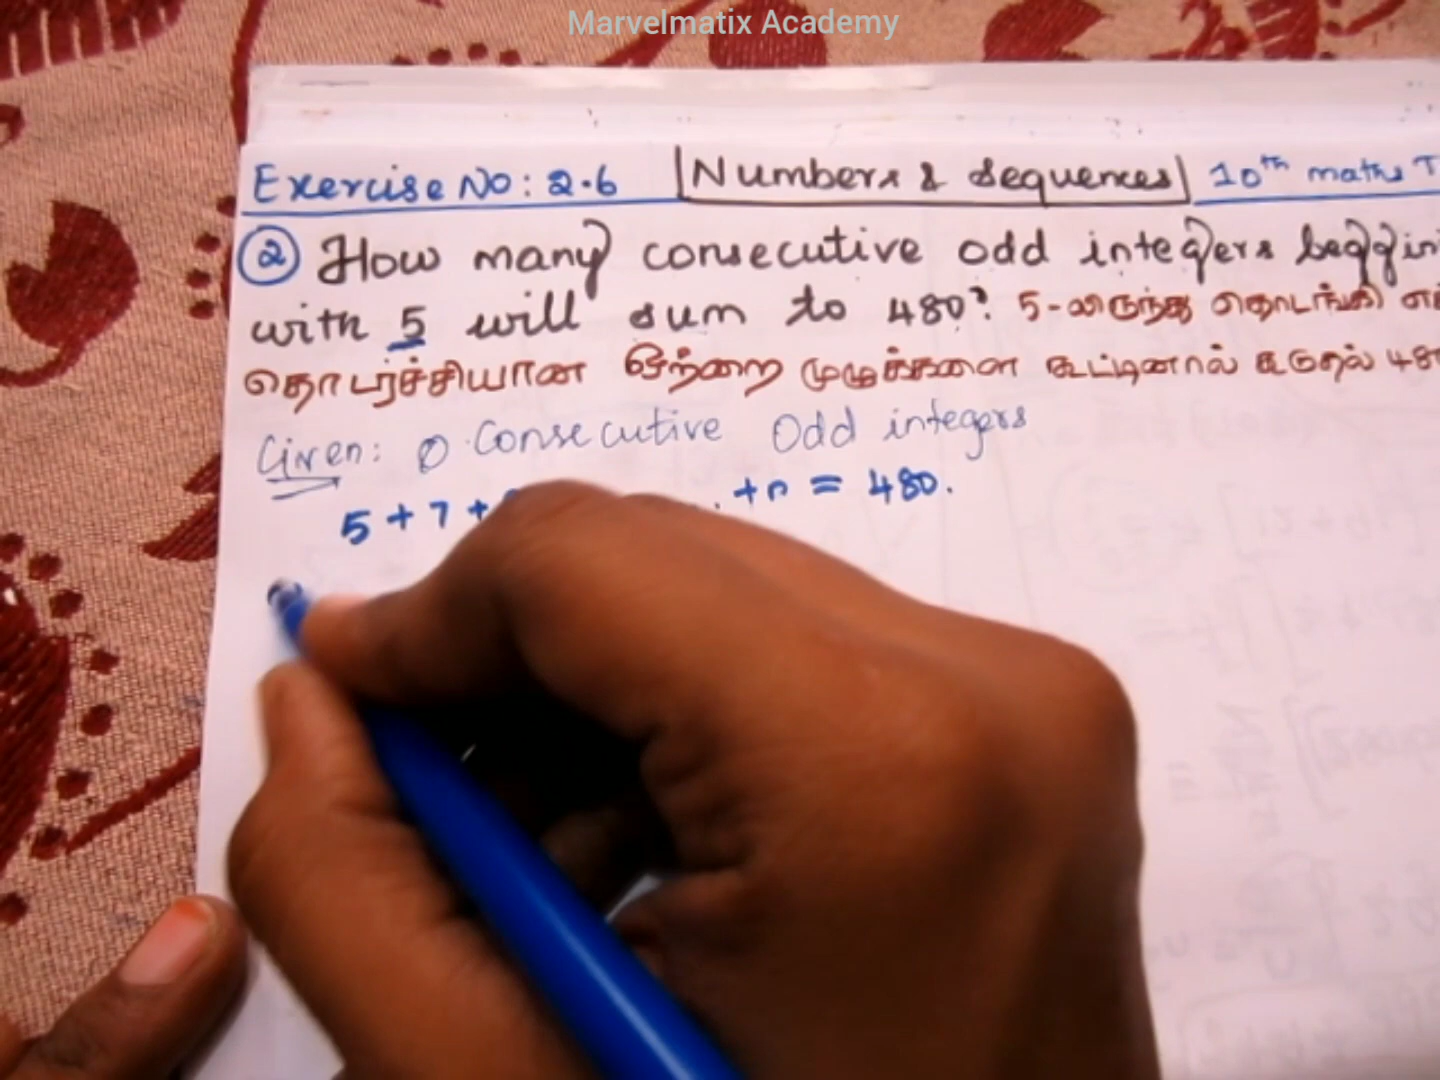 Marvelmatix Academy
Exercise No: 2.6 Numbers & Sequences 10th maths
② How many consecutive odd integers
with 5 will sum to 480? 5-லிருந்து தொடங்கி
தொடர்ச்சியான ஒற்றை முழுக்களை கூட்டினால் கூடுதல் 480
Given: Consecutive Odd integers
5 + 7 + +n = 480.